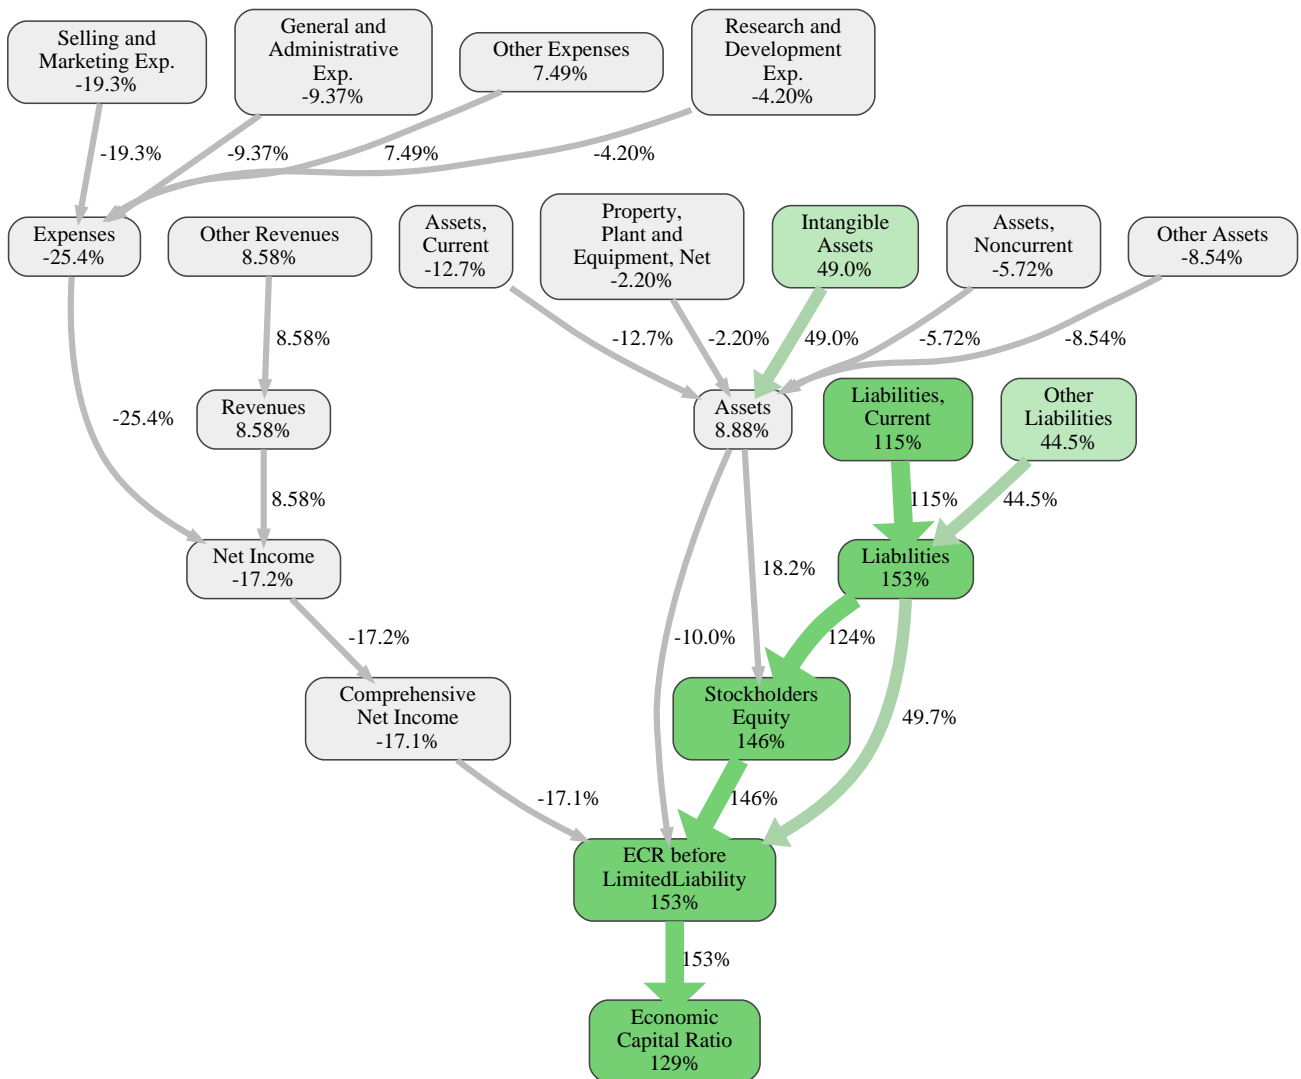 Selling and
Marketing Exp.
-19.3%
General and
Administrative
Exp.
-9.37%
Other Expenses
7.49%
Research and
Development
Exp.
-4.20%
-19.3%
-9.37%
7.49%
-4.20%
Expenses
-25.4%
Other Revenues
8.58%
Assets,
Current
-12.7%
Property,
Plant and
Equipment, Net
-2.20%
Intangible
Assets
49.0%
Assets,
Noncurrent
-5.72%
Other Assets
-8.54%
8.58%
-12.7%
-2.20%
49.0%
-5.72%
-8.54%
-25.4%
Revenues
8.58%
Assets
8.88%
Liabilities,
Current
115%
Other
Liabilities
44.5%
8.58%
115%
44.5%
Net Income
-17.2%
18.2%
Liabilities
153%
-17.2%
-10.0%
124%
Comprehensive
Net Income
-17.1%
Stockholders
Equity
146%
49.7%
-17.1%
146%
ECR before
LimitedLiability
153%
153%
Economic
Capital Ratio
129%